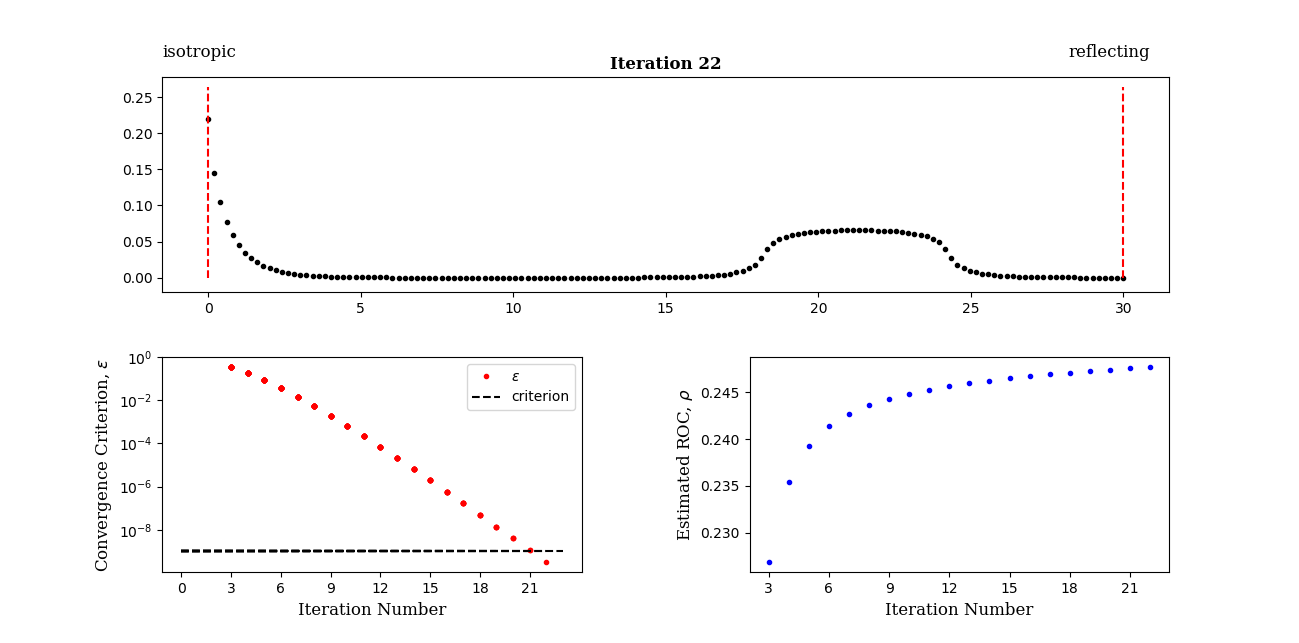 isotropic
reflecting
Iteration 22
0.25
0.20
0.15
0.10
0.05
0.00
0 5 10 15 20 25 30
Convergence Criterion, ε
10⁰
10⁻²
10⁻⁴
10⁻⁶
10⁻⁸
ε
criterion
0 3 6 9 12 15 18 21
Iteration Number
Estimated ROC, ρ
0.245
0.240
0.235
0.230
3 6 9 12 15 18 21
Iteration Number